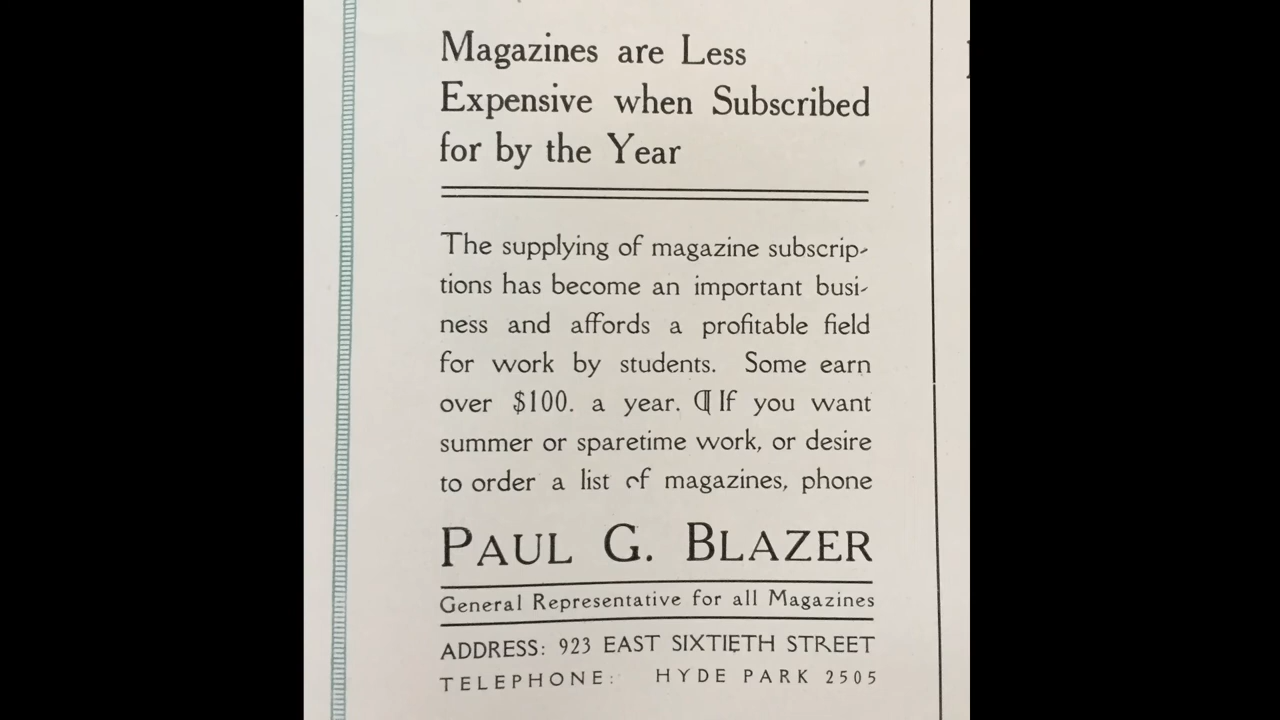 Magazines are Less
Expensive when Subscribed
for by the Year
The supplying of magazine subscrip-
tions has become an important busi-
ness and affords a profitable field
for work by students. Some earn
over $100. a year. ¶ If you want
summer or sparetime work, or desire
to order a list of magazines, phone
PAUL G. BLAZER
General Representative for all Magazines
ADDRESS: 923 EAST SIXTIETH STREET
TELEPHONE: HYDE PARK 2505